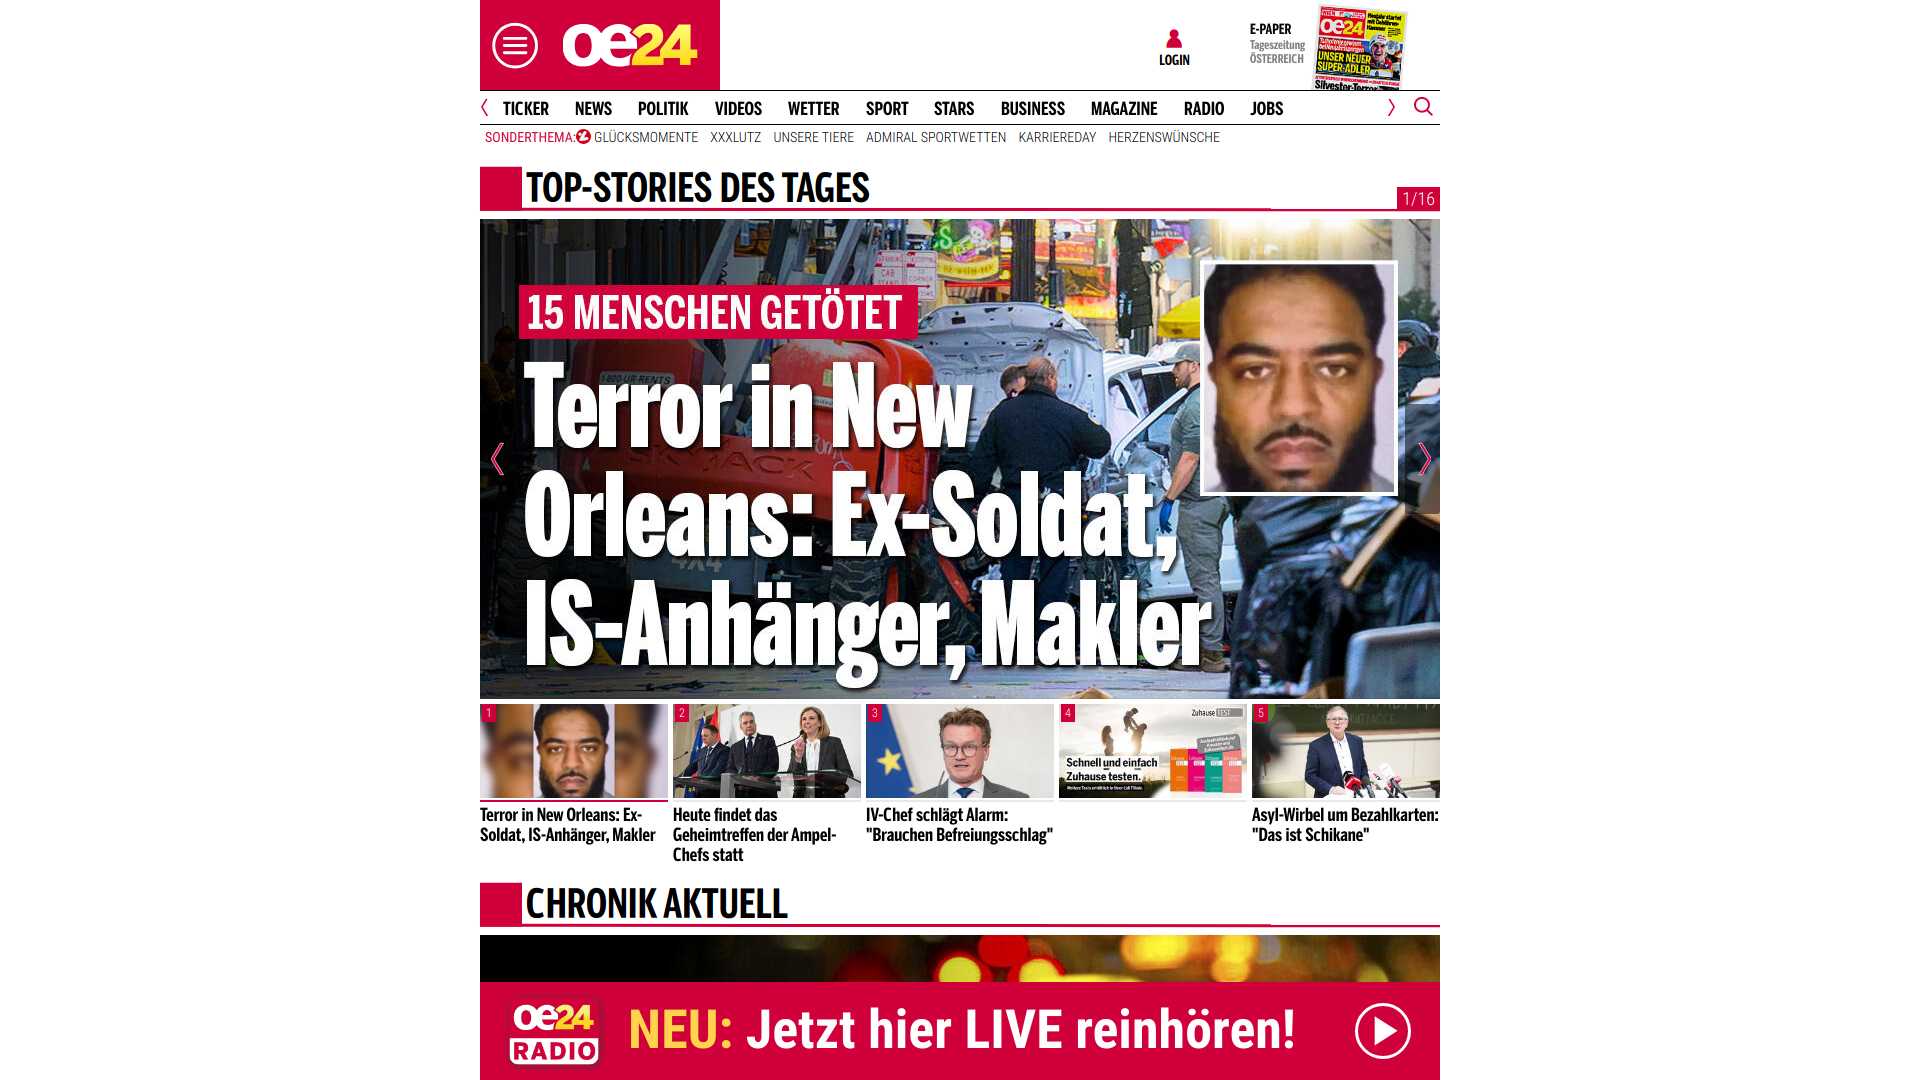 oe24
LOGIN
E-PAPER
Tageszeitung
ÖSTERREICH
oe24
UNSER NEUER
SUPER-ADLER
Silvester-Terror
TICKER NEWS POLITIK VIDEOS WETTER SPORT STARS BUSINESS MAGAZINE RADIO JOBS
SONDERTHEMA: GLÜCKSMOMENTE XXXLUTZ UNSERE TIERE ADMIRAL SPORTWETTEN KARRIEREDAY HERZENSWÜNSCHE
TOP-STORIES DES TAGES
1/16
15 MENSCHEN GETÖTET
Terror in New
Orleans: Ex-Soldat,
IS-Anhänger, Makler
SKYJACK
4x4
1
2
3
4
5
Zuhause TEST
Schnell und einfach
Zuhause testen.
Terror in New Orleans: Ex-
Soldat, IS-Anhänger, Makler
Heute findet das
Geheimtreffen der Ampel-
Chefs statt
IV-Chef schlägt Alarm:
"Brauchen Befreiungsschlag"
Asyl-Wirbel um Bezahlkarten:
"Das ist Schikane"
CHRONIK AKTUELL
oe24
RADIO
NEU: Jetzt hier LIVE reinhören!